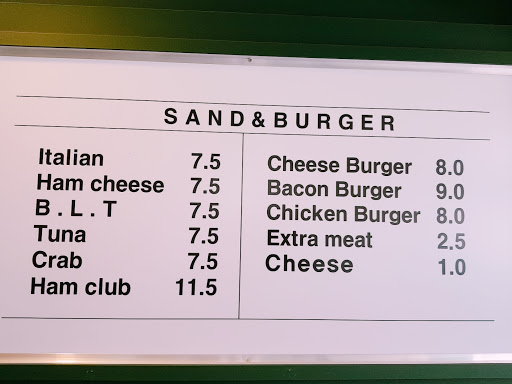 SAND&BURGER
Italian 7.5
Ham cheese 7.5
B.L.T 7.5
Tuna 7.5
Crab 7.5
Ham club 11.5
Cheese Burger 8.0
Bacon Burger 9.0
Chicken Burger 8.0
Extra meat 2.5
Cheese 1.0